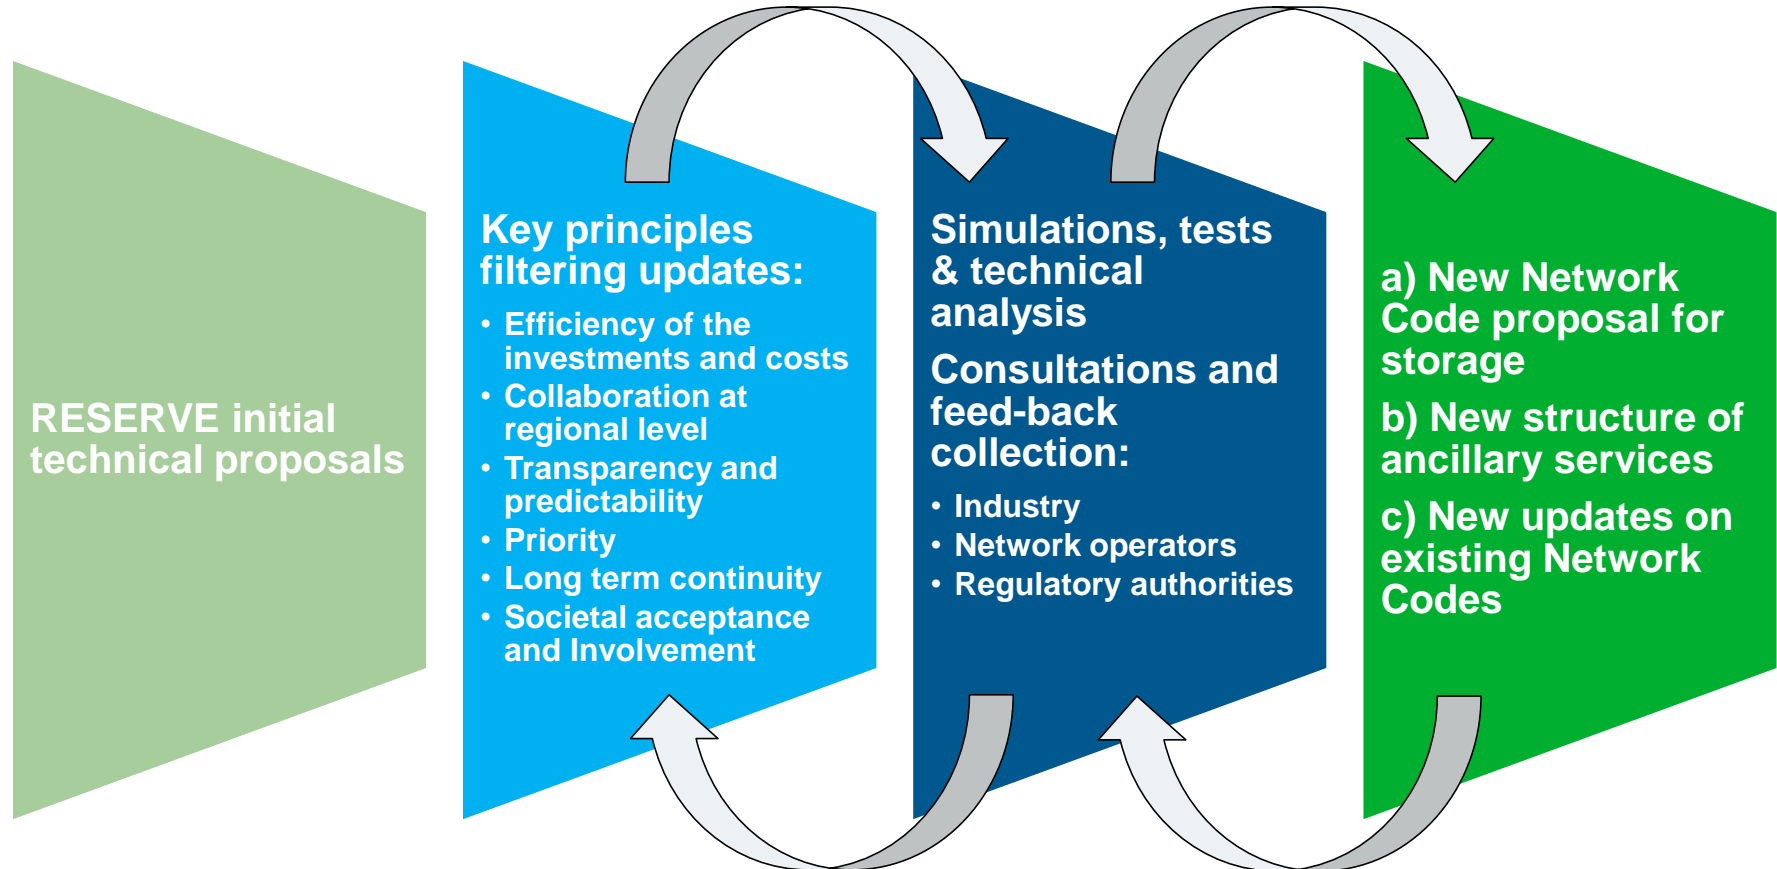 RESERVE initial
technical proposals
Key principles
filtering updates:
• Efficiency of the
investments and costs
• Collaboration at
regional level
• Transparency and
predictability
• Priority
• Long term continuity
• Societal acceptance
and Involvement
Simulations, tests
& technical
analysis
Consultations and
feed-back
collection:
• Industry
• Network operators
• Regulatory authorities
a) New Network
Code proposal for
storage
b) New structure of
ancillary services
c) New updates on
existing Network
Codes